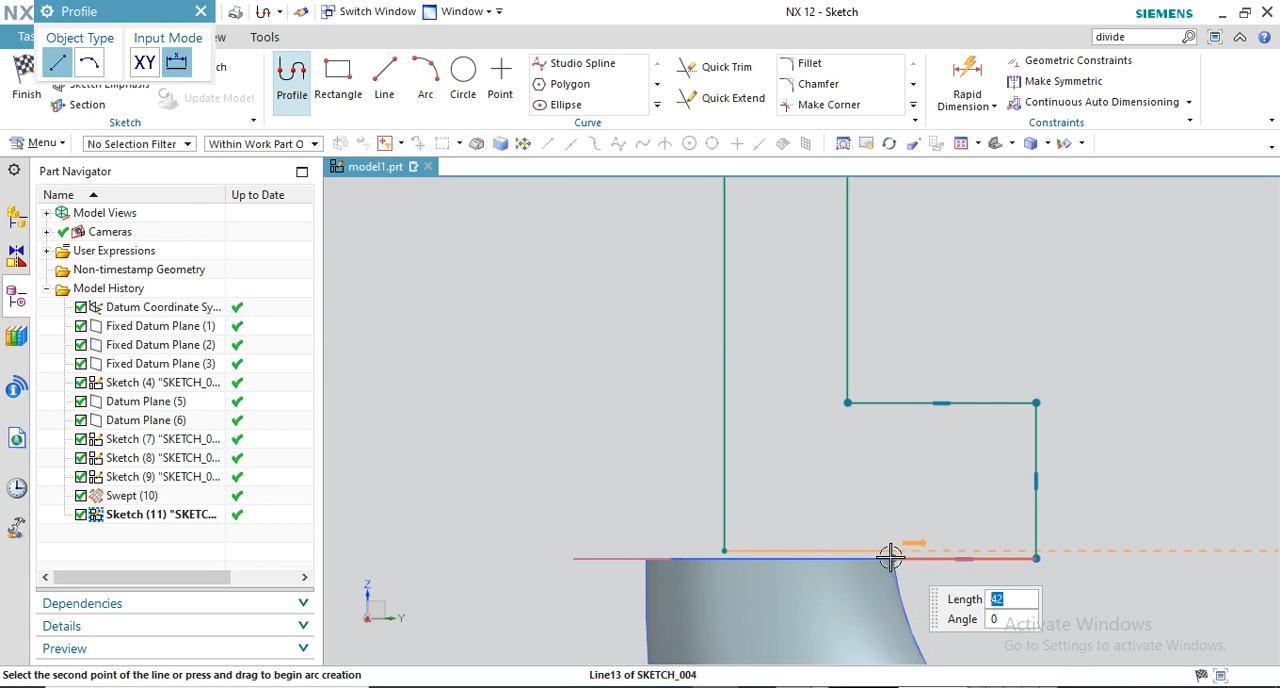 NX Profile Switch Window Window NX 12 - Sketch SIEMENS
Object Type Input Mode Tools divide
XY
Finish Section Update Model Profile Rectangle Line Arc Circle Point Studio Spline Polygon Ellipse Quick Trim Quick Extend Fillet Chamfer Make Corner Rapid Dimension Geometric Constraints Make Symmetric Continuous Auto Dimensioning
Sketch Curve Constraints
Menu No Selection Filter Within Work Part O
Part Navigator model1.prt
Name Up to Date
Model Views
Cameras
User Expressions
Non-timestamp Geometry
Model History
Datum Coordinate Sy...
Fixed Datum Plane (1)
Fixed Datum Plane (2)
Fixed Datum Plane (3)
Sketch (4) "SKETCH_0...
Datum Plane (5)
Datum Plane (6)
Sketch (7) "SKETCH_0...
Sketch (8) "SKETCH_0...
Sketch (9) "SKETCH_0...
Swept (10)
Sketch (11) "SKETC...
Dependencies
Details
Preview
Z
Y
Length 42
Angle 0
Activate Windows
Go to Settings to activate Windows.
Select the second point of the line or press and drag to begin arc creation Line13 of SKETCH_004